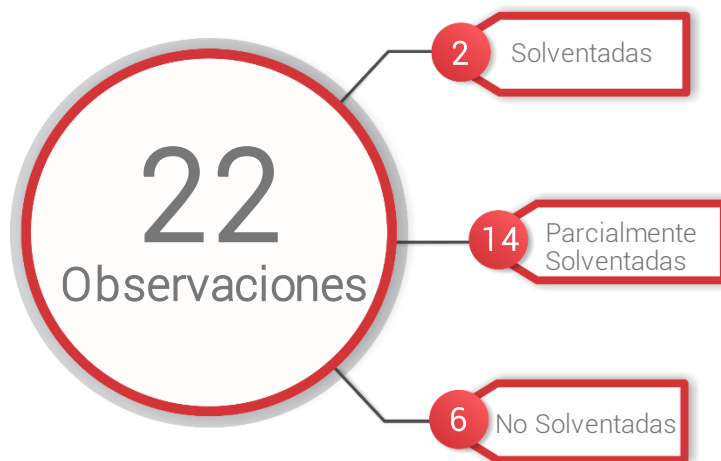 22
Observaciones
2
Solventadas
14
Parcialmente
Solventadas
6
No Solventadas